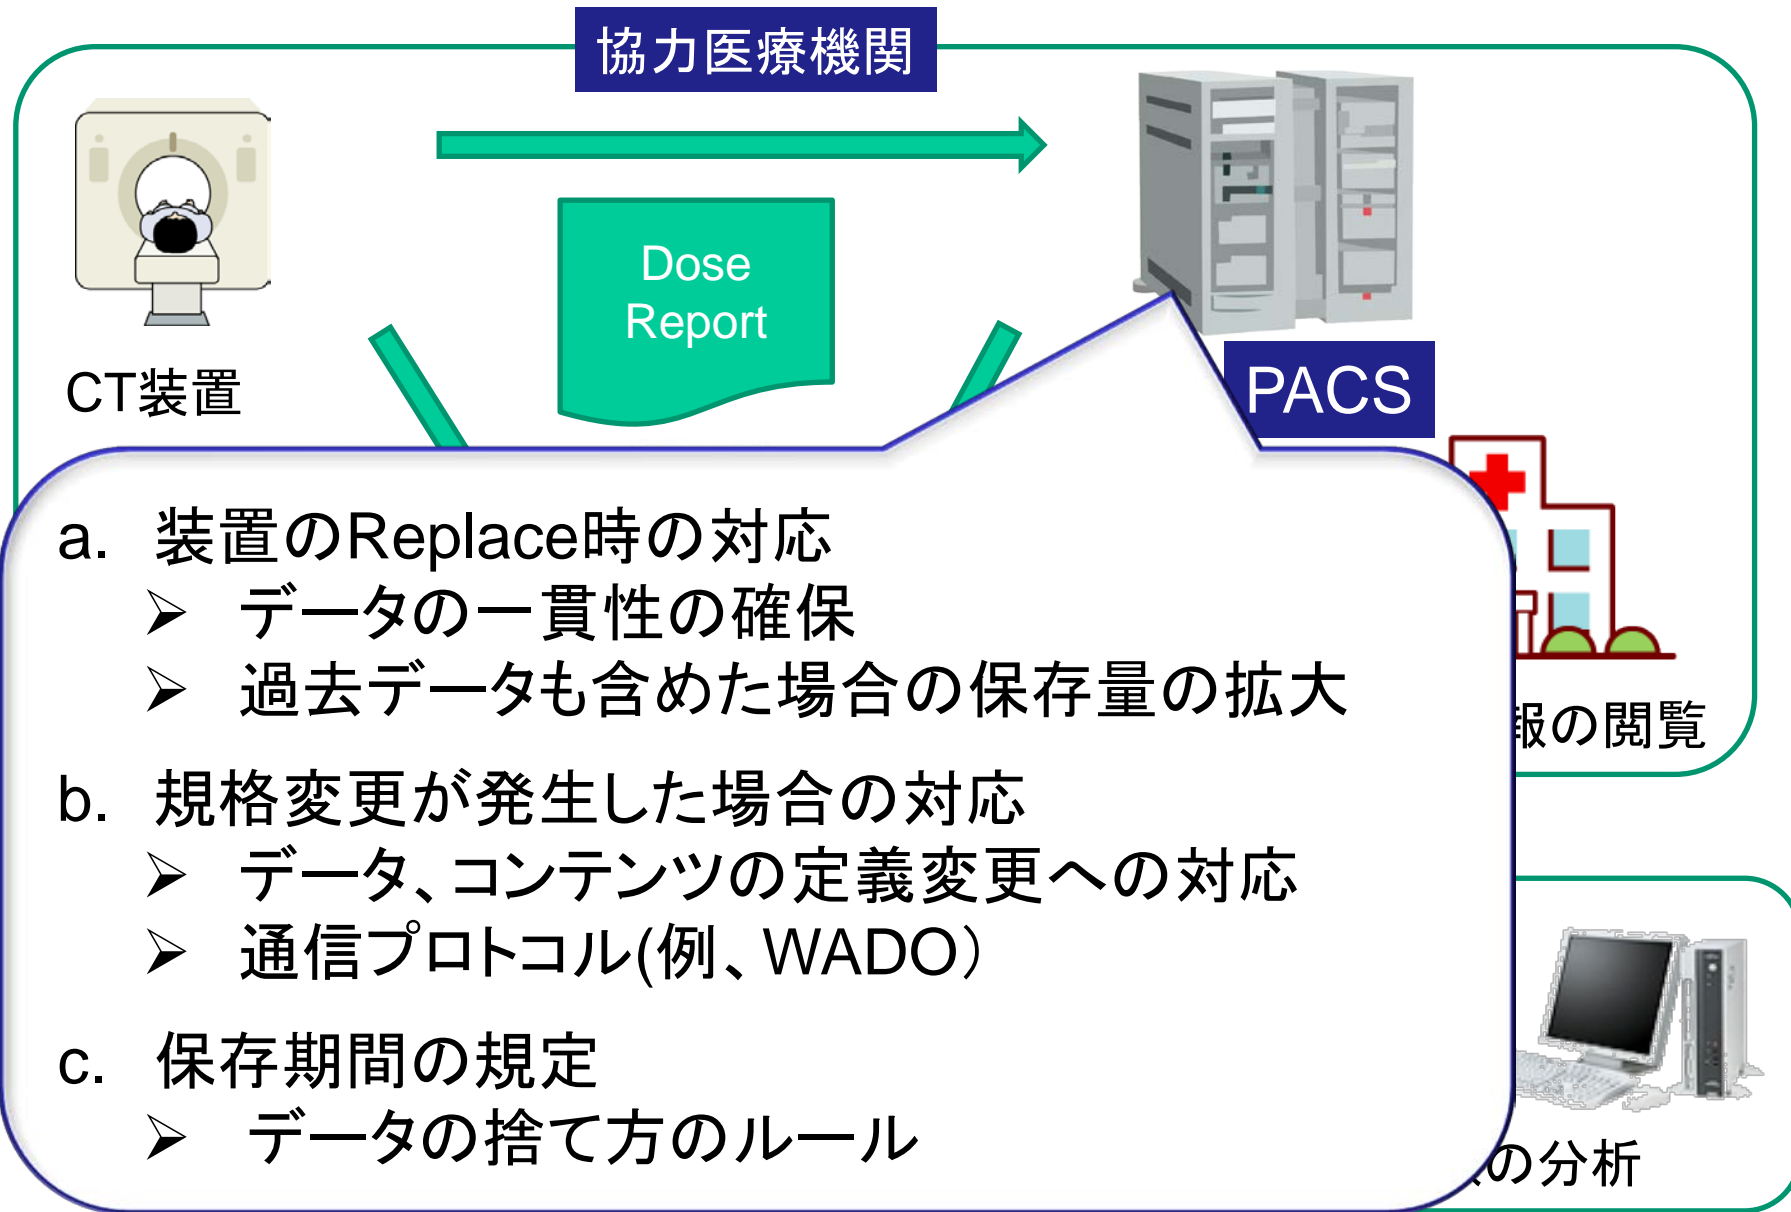 協力医療機関
Dose
Report
CT装置
PACS
a. 装置のReplace時の対応
➢ データの一貫性の確保
➢ 過去データも含めた場合の保存量の拡大
報の閲覧
b. 規格変更が発生した場合の対応
➢ データ、コンテンツの定義変更への対応
➢ 通信プロトコル(例、WADO）
c. 保存期間の規定
➢ データの捨て方のルール
の分析